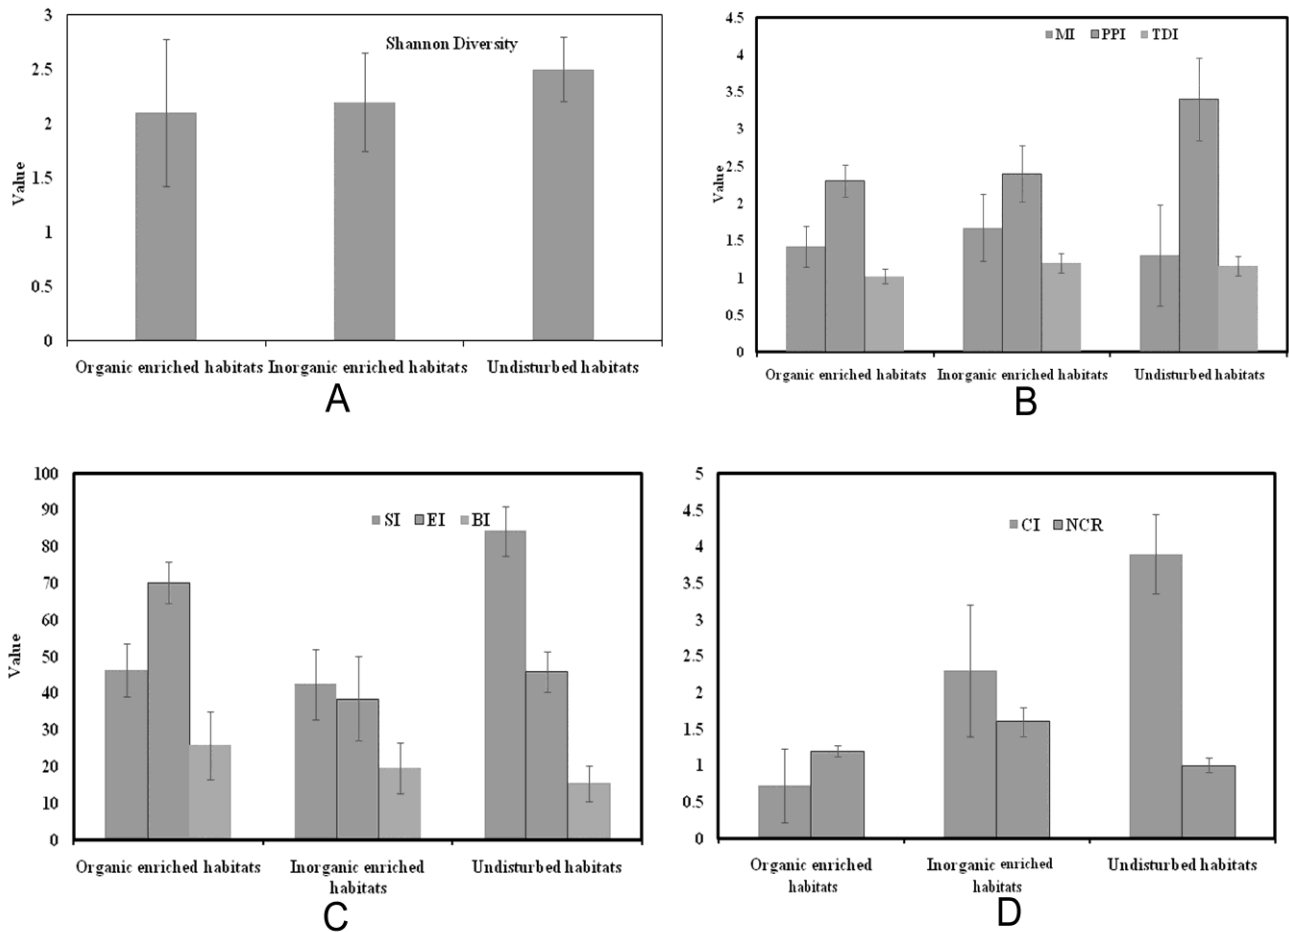 3
2.5
2
1.5
1
0.5
0
Value
Shannon Diversity
Organic enriched habitats Inorganic enriched habitats Undisturbed habitats
A
4.5
4
3.5
3
2.5
2
1.5
1
0.5
0
Value
MI PPI TDI
Organic enriched habitats Inorganic enriched habitats Undisturbed habitats
B
100
90
80
70
60
50
40
30
20
10
0
Value
SI EI BI
Organic enriched habitats Inorganic enriched Undisturbed habitats
habitats
C
5
4.5
4
3.5
3
2.5
2
1.5
1
0.5
0
CI NCR
Organic enriched Inorganic enriched Undisturbed habitats
habitats habitats
D